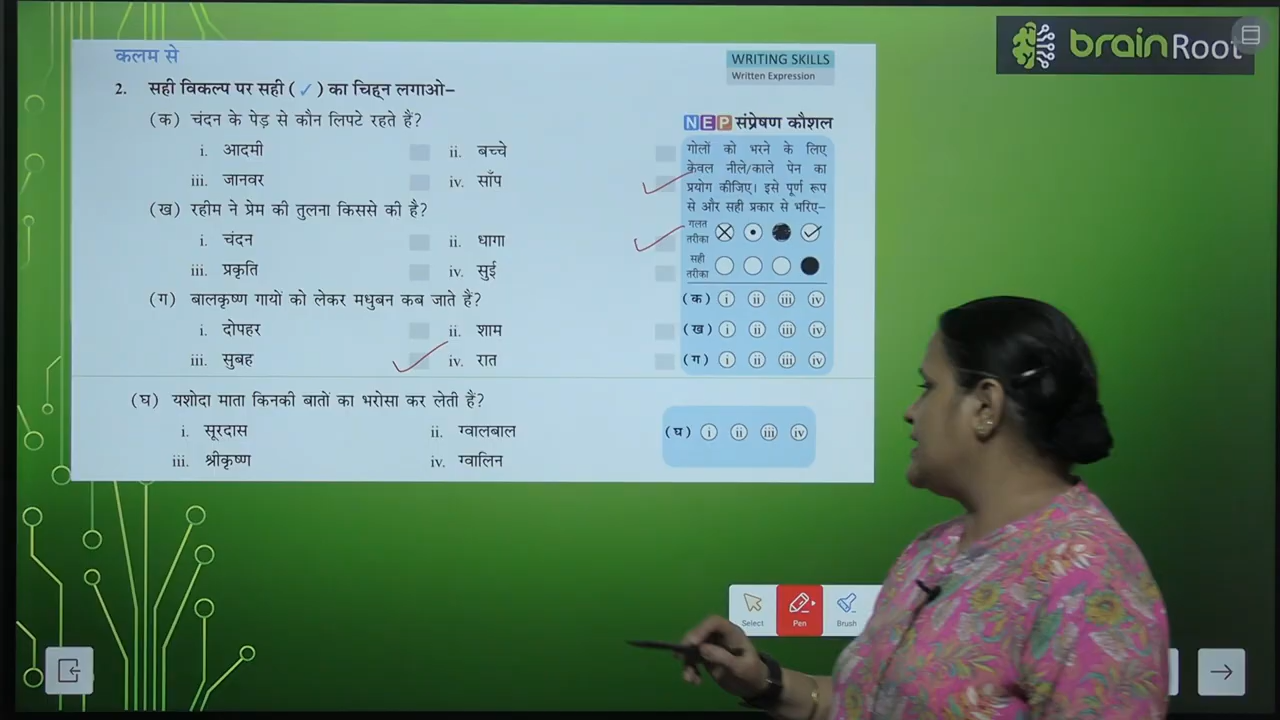 कलम से
WRITING SKILLS
Written Expression
2. सही विकल्प पर सही (✓) का चिह्न लगाओ–
(क) चंदन के पेड़ से कौन लिपटे रहते हैं?
i. आदमी ii. बच्चे
iii. जानवर iv. साँप
(ख) रहीम ने प्रेम की तुलना किससे की है?
i. चंदन ii. धागा
iii. प्रकृति iv. सुई
(ग) बालकृष्ण गायों को लेकर मधुबन कब जाते हैं?
i. दोपहर ii. शाम
iii. सुबह iv. रात
(घ) यशोदा माता किनकी बातों का भरोसा कर लेती हैं?
i. सूरदास ii. ग्वालबाल
iii. श्रीकृष्ण iv. ग्वालिन
NEP संप्रेषण कौशल
गोलों को भरने के लिए
केवल नीले/काले पेन का
प्रयोग कीजिए। इसे पूर्ण रूप
से और सही प्रकार से भरिए–
गलत
तरीका
सही
तरीका
(क) i ii iii iv
(ख) i ii iii iv
(ग) i ii iii iv
(घ) i ii iii iv
brainRoot
Select Pen Brush